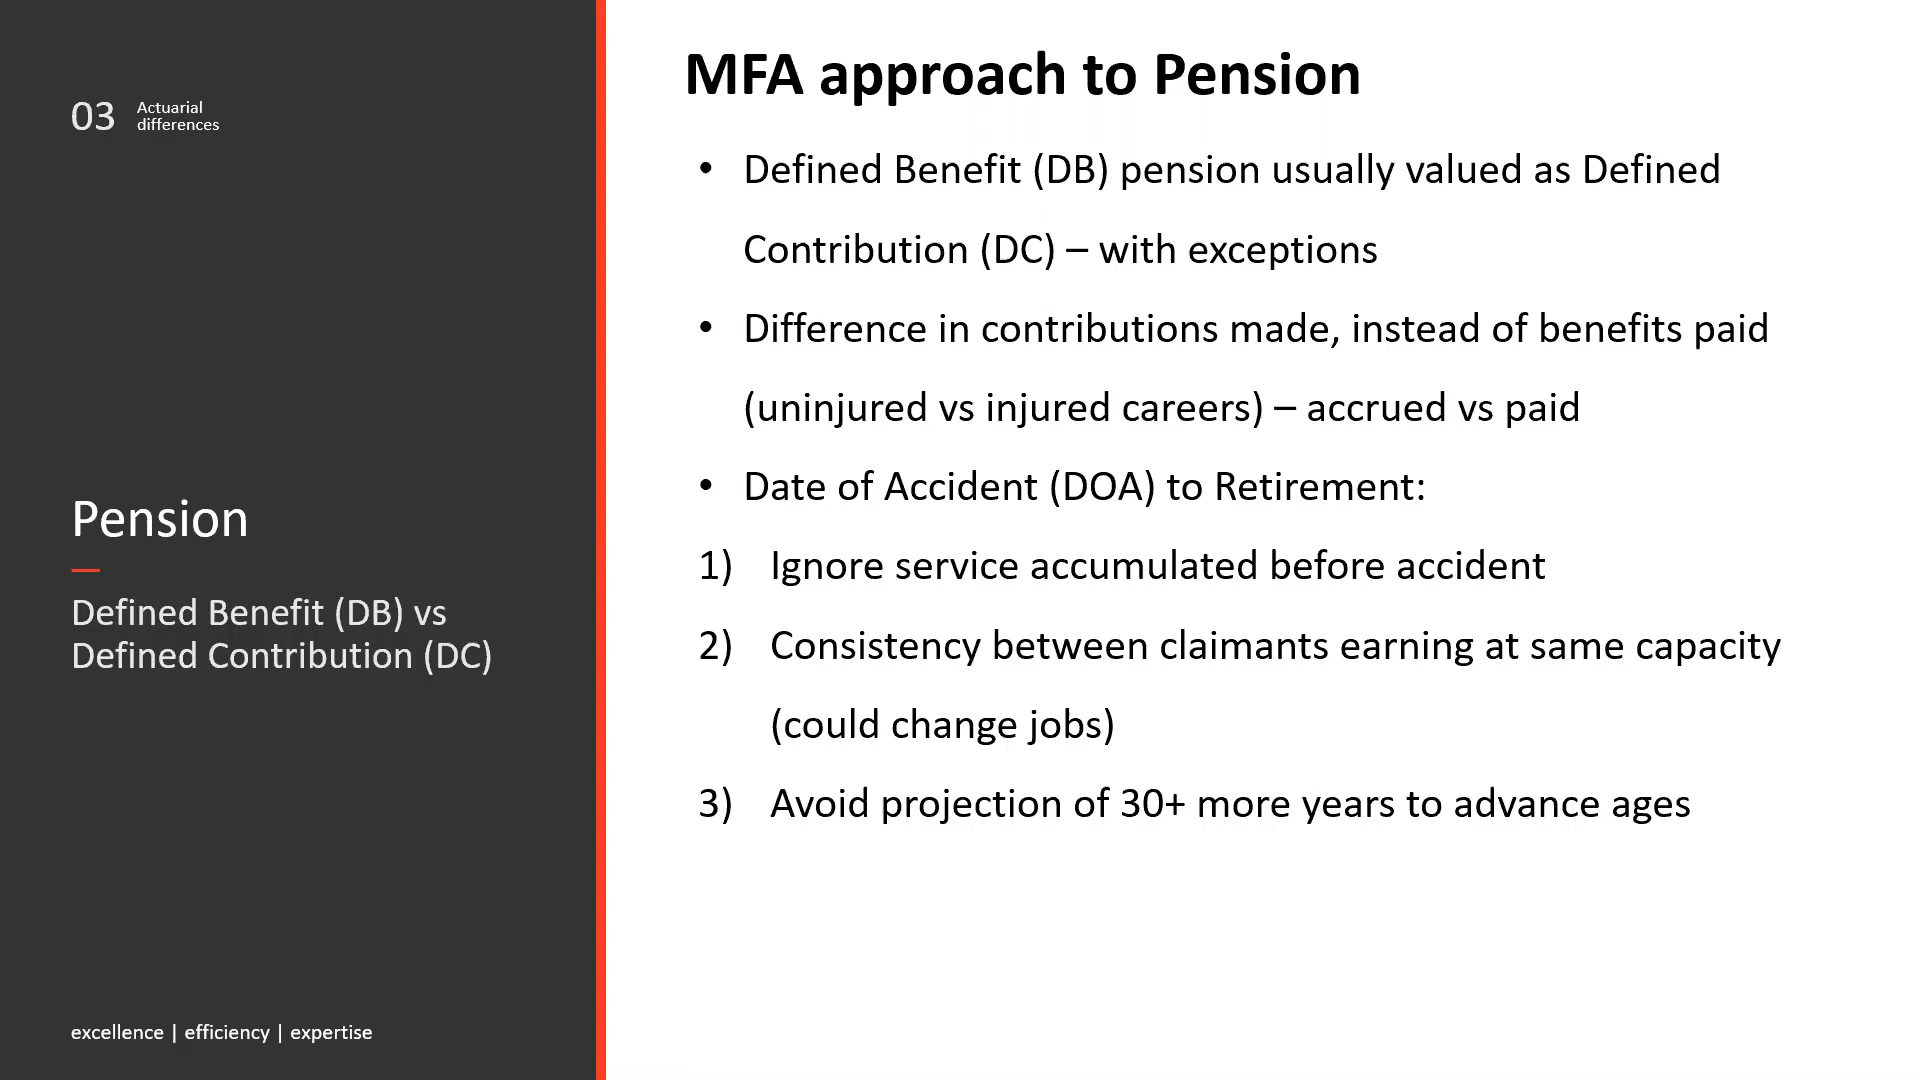 03 Actuarial
differences
Pension
Defined Benefit (DB) vs
Defined Contribution (DC)
excellence | efficiency | expertise
MFA approach to Pension
• Defined Benefit (DB) pension usually valued as Defined
Contribution (DC) – with exceptions
• Difference in contributions made, instead of benefits paid
(uninjured vs injured careers) – accrued vs paid
• Date of Accident (DOA) to Retirement:
1) Ignore service accumulated before accident
2) Consistency between claimants earning at same capacity
(could change jobs)
3) Avoid projection of 30+ more years to advance ages